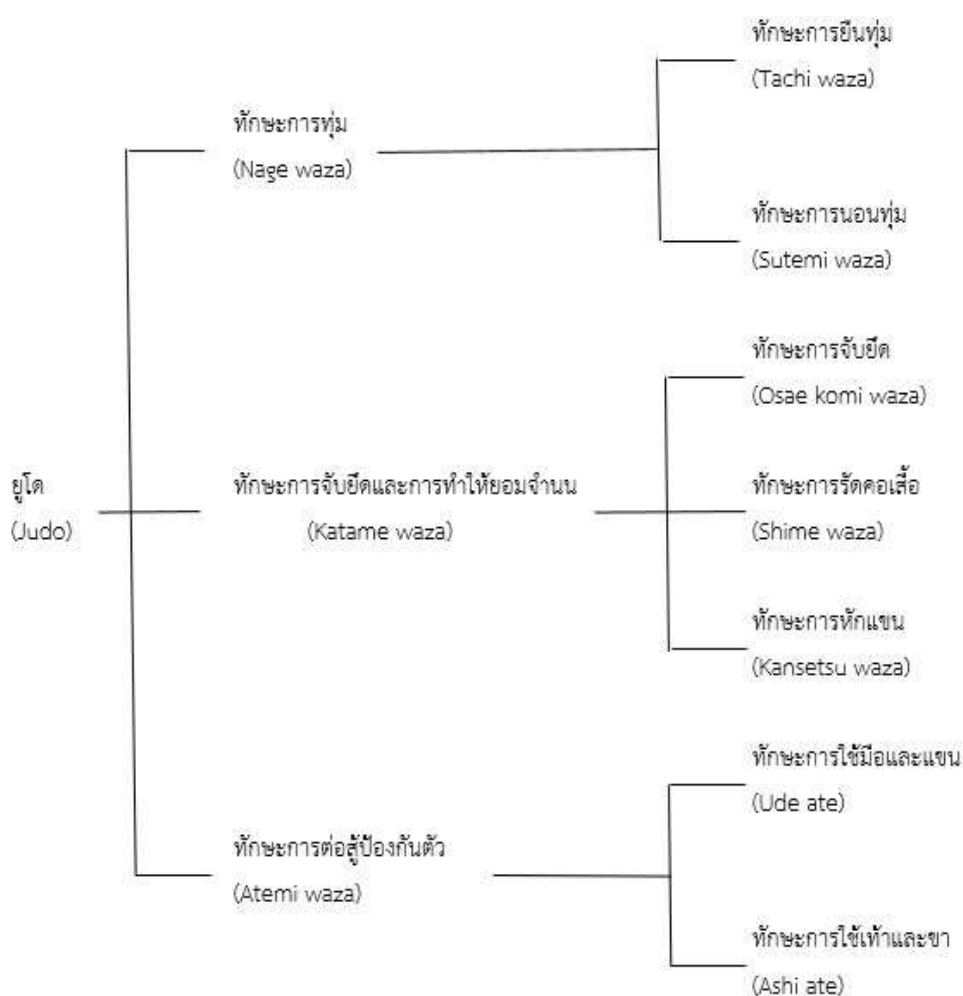 ทักษะการยืนทุ่ม
(Tachi waza)
ทักษะการทุ่ม
(Nage waza)
ทักษะการนอนทุ่ม
(Sutemi waza)
ทักษะการจับยึด
(Osae komi waza)
ยูโด
(Judo)
ทักษะการจับยึดและการทำให้ยอมจำนน
(Katame waza)
ทักษะการรัดคอเสื้อ
(Shime waza)
ทักษะการหักแขน
(Kansetsu waza)
ทักษะการใช้มือและแขน
(Ude ate)
ทักษะการต่อสู้ป้องกันตัว
(Atemi waza)
ทักษะการใช้เท้าและขา
(Ashi ate)